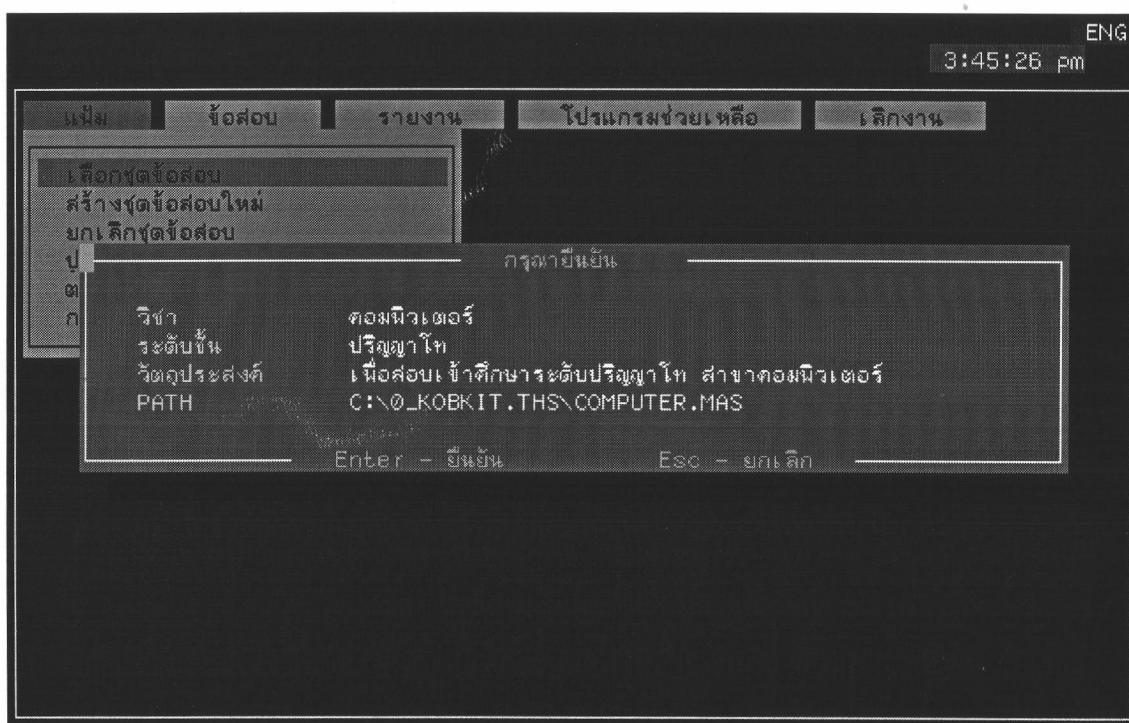 ENG
3:45:26 pm
แฟ้ม ข้อสอบ รายงาน โปรแกรมช่วยเหลือ เลิกงาน
เลือกชุดข้อสอบ
สร้างชุดข้อสอบใหม่
ยกเลิกชุดข้อสอบ
ป
ต
ก
กรุณายืนยัน
วิชา คอมพิวเตอร์
ระดับชั้น ปริญญาโท
วัตถุประสงค์ เพื่อสอบเข้าศึกษาระดับปริญญาโท สาขาคอมพิวเตอร์
PATH C:\0_KOBKIT.THS\COMPUTER.MAS
Enter - ยืนยัน Esc - ยกเลิก